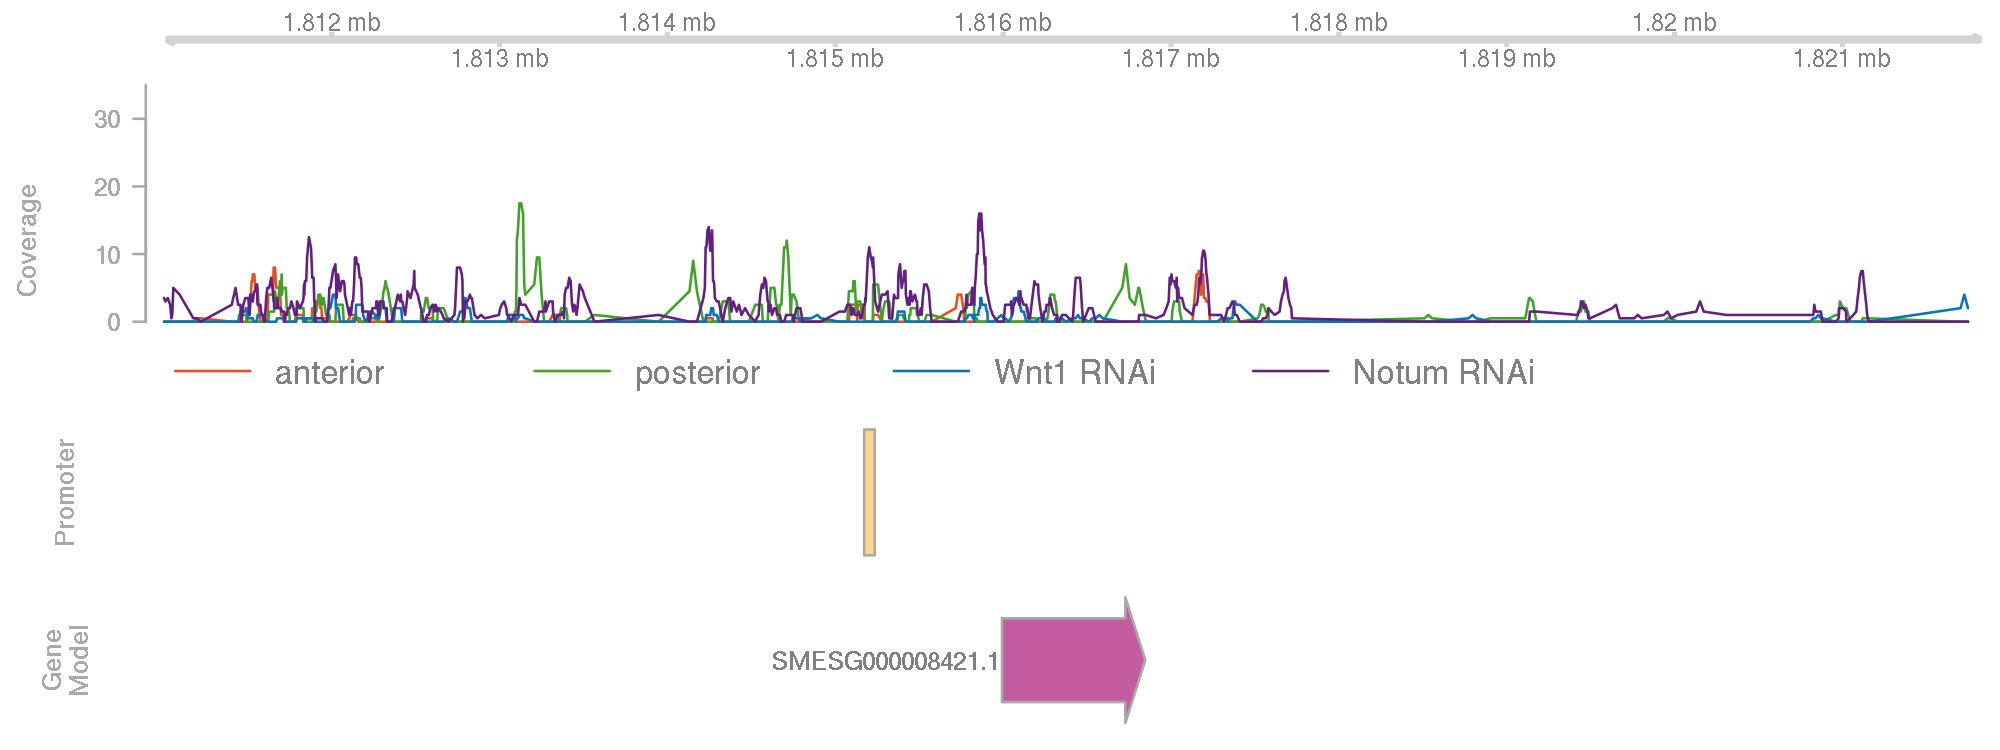 1.812 mb 1.814 mb 1.816 mb 1.818 mb 1.82 mb
1.813 mb 1.815 mb 1.817 mb 1.819 mb 1.821 mb
Coverage
30
20
10
0
anterior posterior Wnt1 RNAi Notum RNAi
Promoter
Gene
Model
SMESG000008421.1